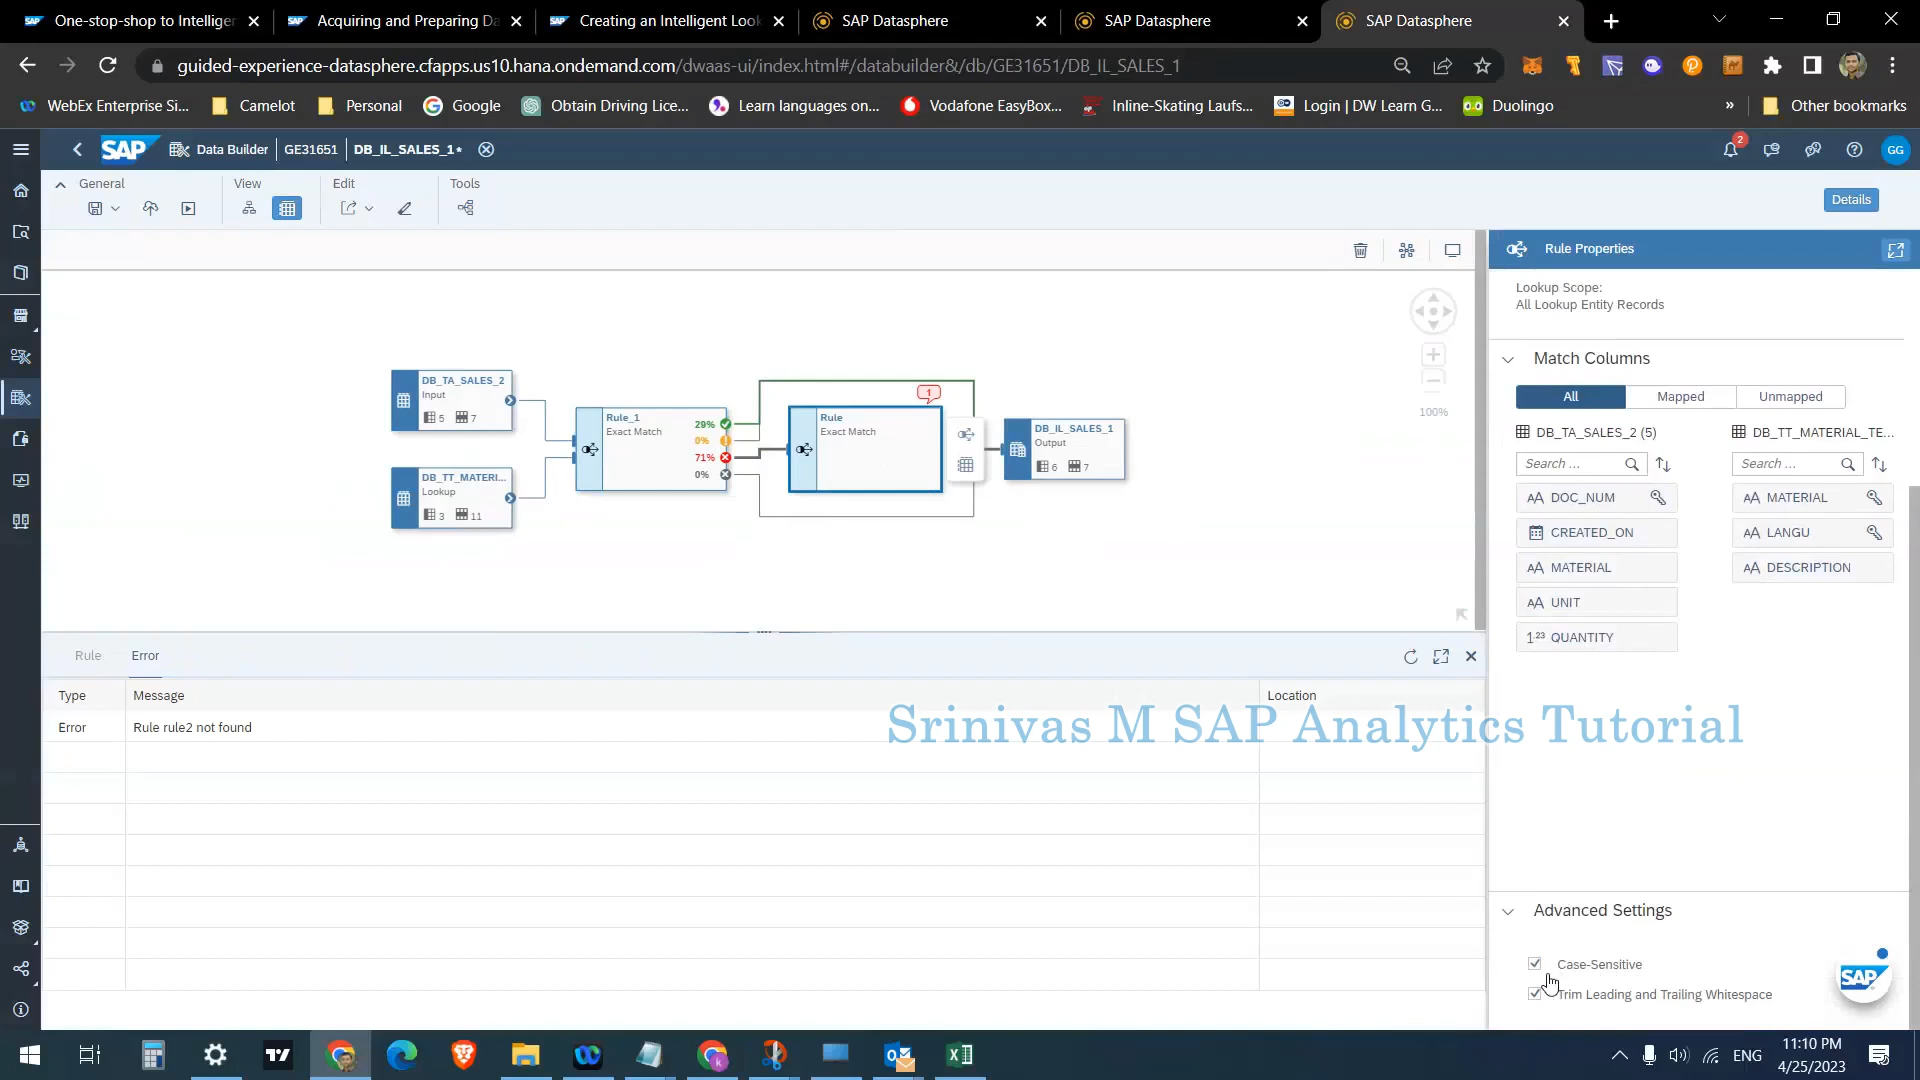 One-stop-shop to Intelliger
Acquiring and Preparing Da
Creating an Intelligent Look
SAP Datasphere
SAP Datasphere
SAP Datasphere
guided-experience-datasphere.cfapps.us10.hana.ondemand.com/dwaas-ui/index.html#/databuilder&/db/GE31651/DB_IL_SALES_1
WebEx Enterprise Si...
Camelot
Personal
Google
Obtain Driving Lice...
Learn languages on...
Vodafone EasyBox...
Inline-Skating Laufs...
Login | DW Learn G...
Duolingo
»
Other bookmarks
SAP
Data Builder
GE31651
DB_IL_SALES_1*
2
GG
General
View
Edit
Tools
Details
Rule Properties
Lookup Scope:
All Lookup Entity Records
Match Columns
All
Mapped
Unmapped
DB_TA_SALES_2 (5)
DB_TT_MATERIAL_TE...
Search ...
Search ...
DOC_NUM
MATERIAL
CREATED_ON
LANGU
MATERIAL
DESCRIPTION
UNIT
1.23 QUANTITY
Advanced Settings
Case-Sensitive
Trim Leading and Trailing Whitespace
SAP
DB_TA_SALES_2
Input
5
7
DB_TT_MATERI...
Lookup
3
11
Rule_1
Exact Match
29%
0%
71%
0%
1
Rule
Exact Match
DB_IL_SALES_1
Output
6
7
100%
Rule
Error
Type
Message
Location
Error
Rule rule2 not found
Srinivas M SAP Analytics Tutorial
ENG
11:10 PM
4/25/2023